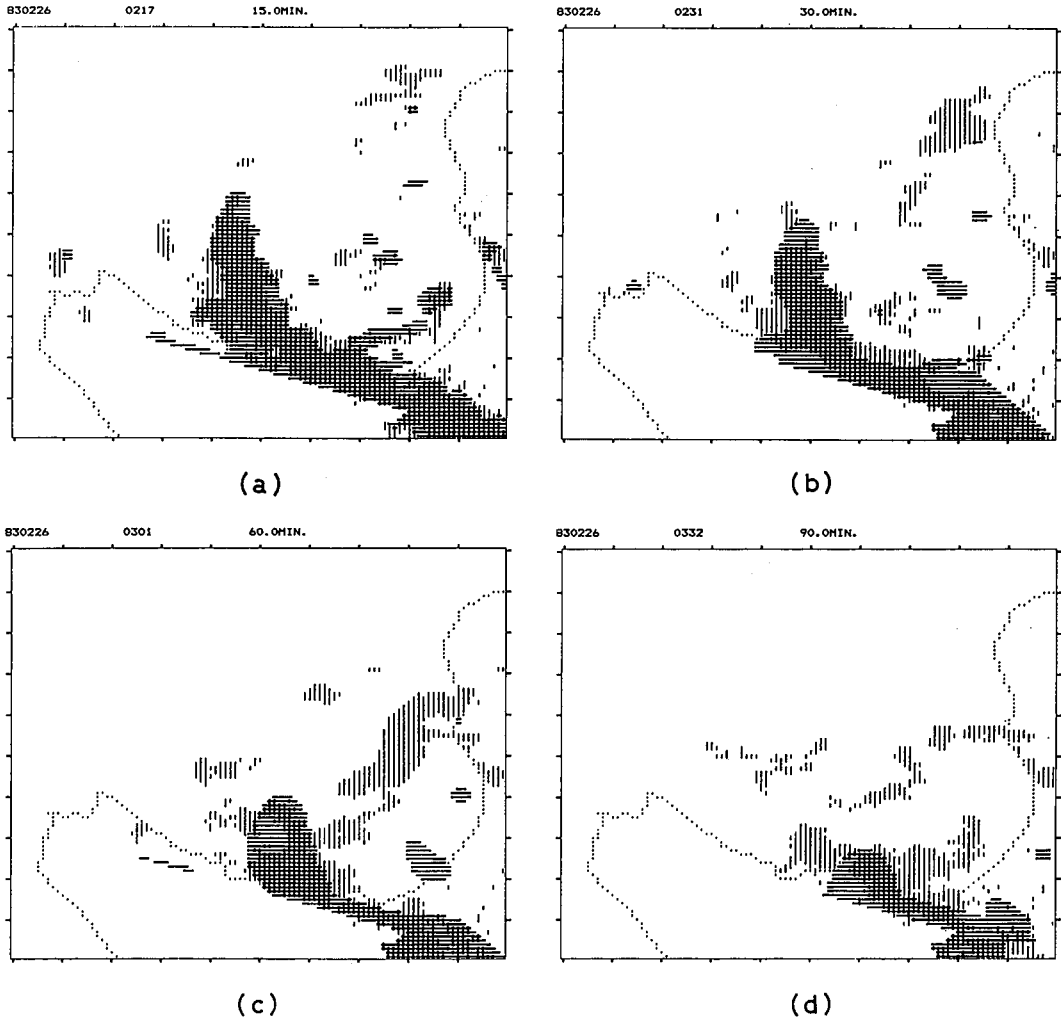 830226 0217 15.0MIN.
830226 0231 30.0MIN.
(a)
(b)
830226 0301 60.0MIN.
830226 0332 90.0MIN.
(c)
(d)